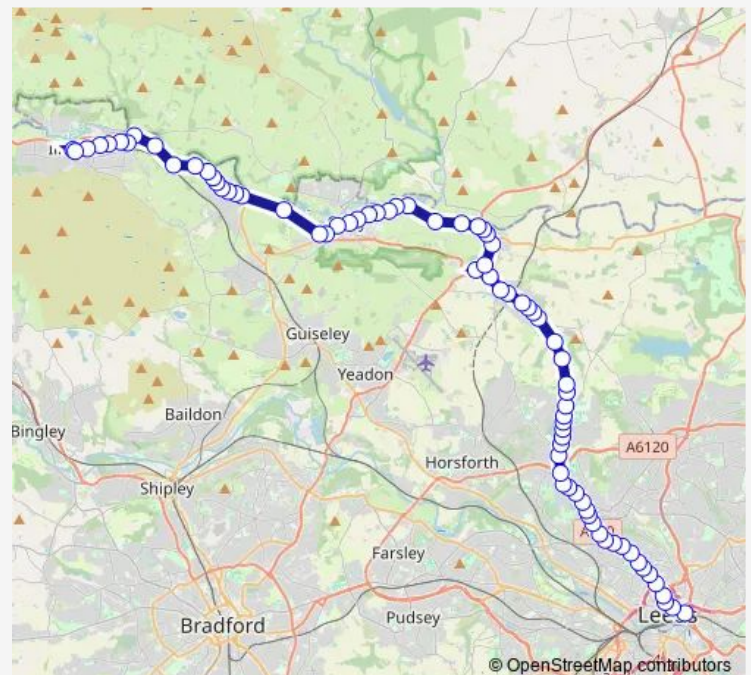 Guiseley
Yeadon
Baildon
Bingley
A6120
Horsforth
Shipley
Farsley
Leeds
Pudsey
Bradford
© OpenStreetMap contributors